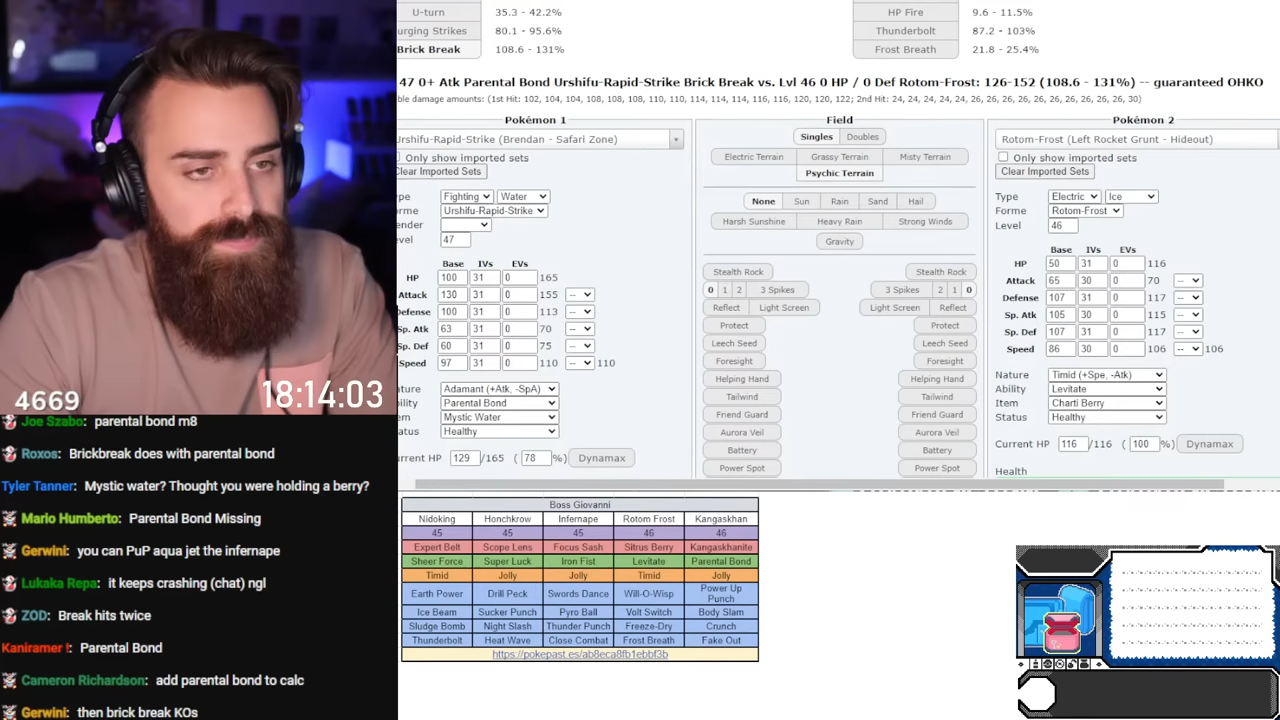 U-turn 35.3 - 42.2%
urging Strikes 80.1 - 95.6%
Brick Break 108.6 - 131%
HP Fire 9.6 - 11.5%
Thunderbolt 87.2 - 103%
Frost Breath 21.8 - 25.4%
47 0+ Atk Parental Bond Urshifu-Rapid-Strike Brick Break vs. Lvl 46 0 HP / 0 Def Rotom-Frost: 126-152 (108.6 - 131%) -- guaranteed OHKO
ble damage amounts: (1st Hit: 102, 104, 104, 108, 108, 108, 110, 110, 114, 114, 114, 116, 116, 120, 120, 122; 2nd Hit: 24, 24, 24, 24, 24, 26, 26, 26, 26, 26, 26, 26, 26, 26, 26, 30)
Pokémon 1
Urshifu-Rapid-Strike (Brendan - Safari Zone)
Only show imported sets
Clear Imported Sets
ype Fighting Water
orme Urshifu-Rapid-Strike
ender
evel 47
Base IVs EVs
HP 100 31 0 165
Attack 130 31 0 155 --
Defense 100 31 0 113 --
Sp. Atk 63 31 0 70 --
Sp. Def 60 31 0 75 --
Speed 97 31 0 110 -- 110
ature Adamant (+Atk, -SpA)
bility Parental Bond
em Mystic Water
atus Healthy
urrent HP 129 /165 ( 78 %) Dynamax
Field
Singles Doubles
Electric Terrain Grassy Terrain Misty Terrain
Psychic Terrain
None Sun Rain Sand Hail
Harsh Sunshine Heavy Rain Strong Winds
Gravity
Stealth Rock Stealth Rock
0 1 2 3 Spikes 3 Spikes 2 1 0
Reflect Light Screen Light Screen Reflect
Protect Protect
Leech Seed Leech Seed
Foresight Foresight
Helping Hand Helping Hand
Tailwind Tailwind
Friend Guard Friend Guard
Aurora Veil Aurora Veil
Battery Battery
Power Spot Power Spot
Pokémon 2
Rotom-Frost (Left Rocket Grunt - Hideout)
Only show imported sets
Clear Imported Sets
Type Electric Ice
Forme Rotom-Frost
Level 46
Base IVs EVs
HP 50 31 0 116
Attack 65 30 0 70 --
Defense 107 31 0 117 --
Sp. Atk 105 30 0 115 --
Sp. Def 107 31 0 117 --
Speed 86 30 0 106 -- 106
Nature Timid (+Spe, -Atk)
Ability Levitate
Item Charti Berry
Status Healthy
Current HP 116 /116 ( 100 %) Dynamax
Health
4669 18:14:03
Joe Szabo: parental bond m8
Roxos: Brickbreak does with parental bond
Tyler Tanner: Mystic water? Thought you were holding a berry?
Mario Humberto: Parental Bond Missing
Gerwini: you can PuP aqua jet the infernape
Lukaka Repa: it keeps crashing (chat) ngl
ZOD: Break hits twice
Kaniramer !: Parental Bond
Cameron Richardson: add parental bond to calc
Gerwini: then brick break KOs
Boss Giovanni
Nidoking Honchkrow Infernape Rotom Frost Kangaskhan
45 45 45 46 46
Expert Belt Scope Lens Focus Sash Sitrus Berry Kangaskhanite
Sheer Force Super Luck Iron Fist Levitate Parental Bond
Timid Jolly Jolly Timid Jolly
Earth Power Drill Peck Swords Dance Will-O-Wisp Power Up Punch
Ice Beam Sucker Punch Pyro Ball Volt Switch Body Slam
Sludge Bomb Night Slash Thunder Punch Freeze-Dry Crunch
Thunderbolt Heat Wave Close Combat Frost Breath Fake Out
https://pokepast.es/ab8eca8fb1ebbf3b